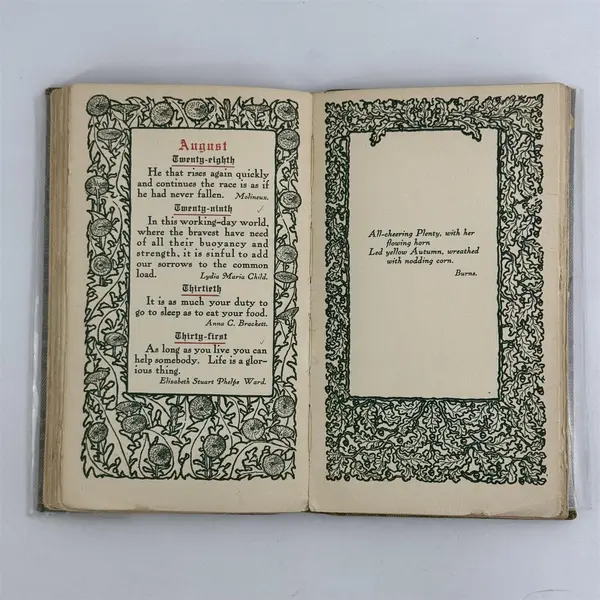 August
Twenty-eighth
He that rises again quickly
and continues the race is as if
he had never fallen. Molineux.
Twenty-ninth
In this working-day world,
where the bravest have need
of all their buoyancy and
strength, it is sinful to add
our sorrows to the common
load. Lydia Maria Child.
Thirtieth
It is as much your duty to
go to sleep as to eat your food.
Anna C. Brackett.
Thirty-first
As long as you live you can
help somebody. Life is a glor-
ious thing.
Elizabeth Stuart Phelps Ward.
All-cheering Plenty, with her
flowing horn
Led yellow Autumn, wreathed
with nodding corn.
Burns.